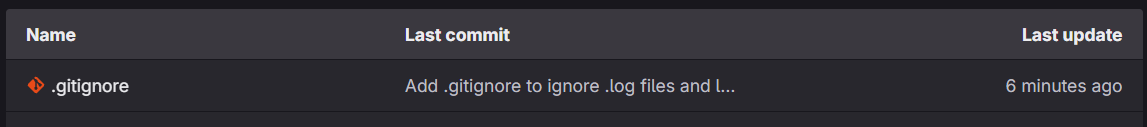 Name Last commit Last update
.gitignore Add .gitignore to ignore .log files and l... 6 minutes ago